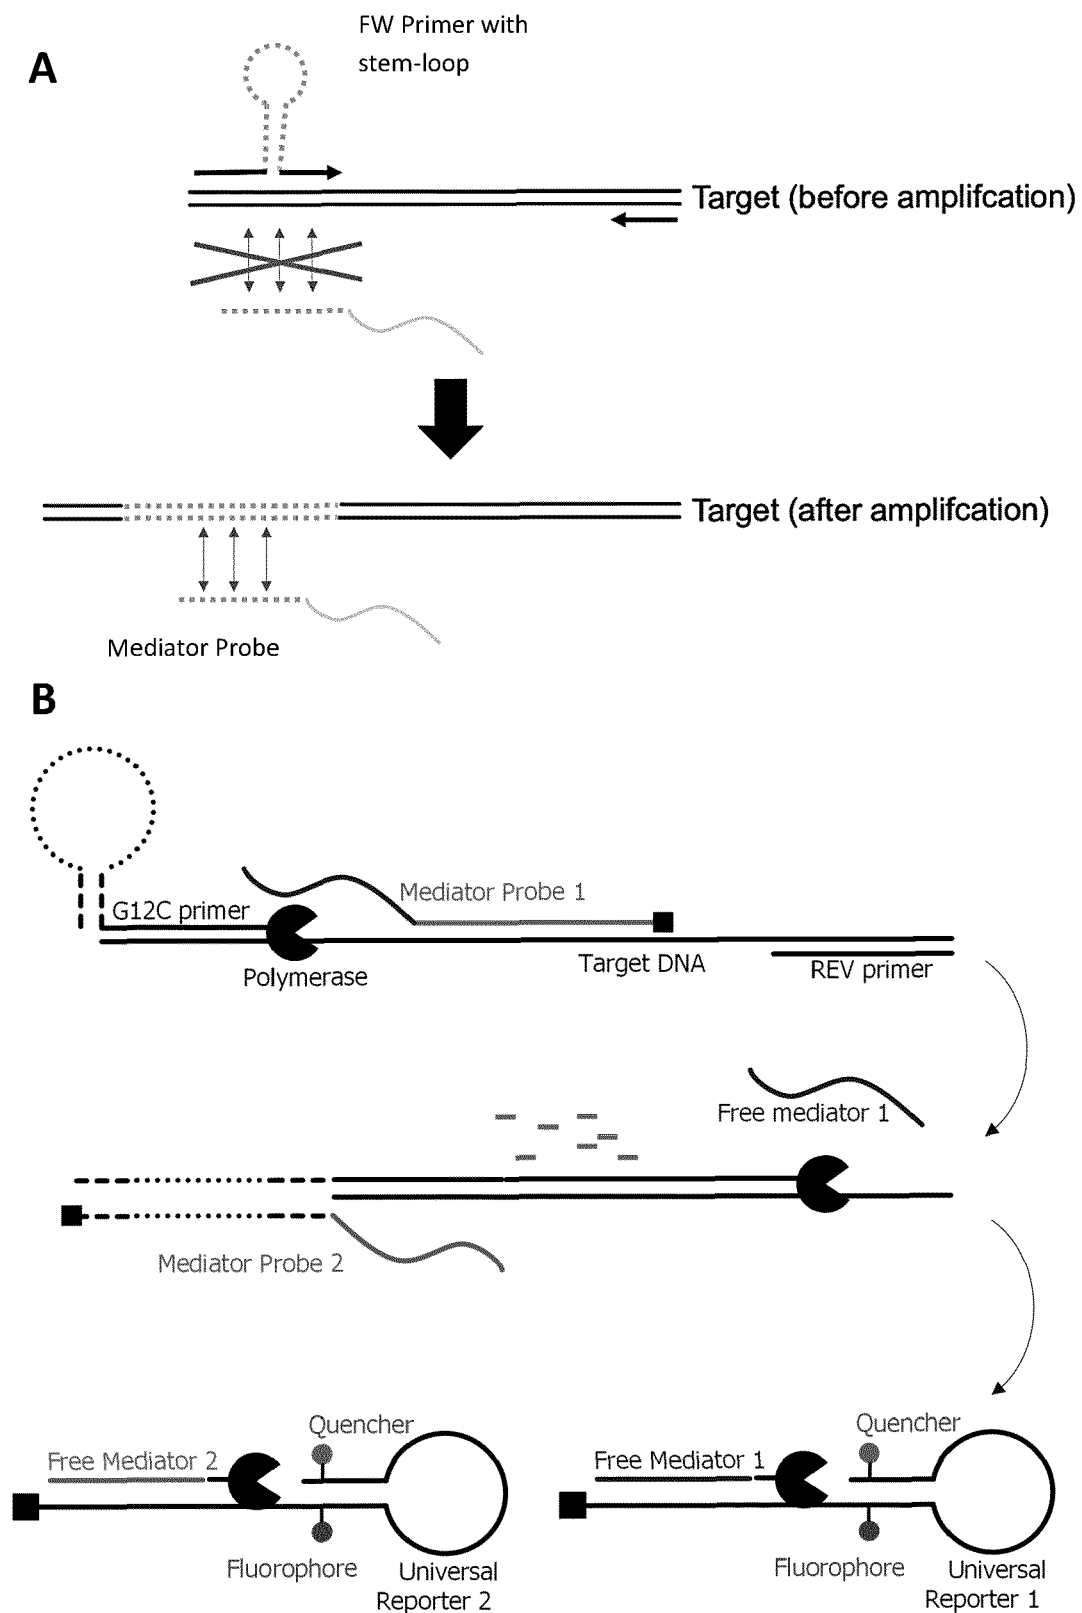 A
FW Primer with
stem-loop
Target (before amplifcation)
Target (after amplifcation)
Mediator Probe
B
Mediator Probe 1
G12C primer
Polymerase
Target DNA
REV primer
Free mediator 1
Mediator Probe 2
Quencher
Free Mediator 2
Fluorophore
Universal
Reporter 2
Quencher
Free Mediator 1
Fluorophore
Universal
Reporter 1